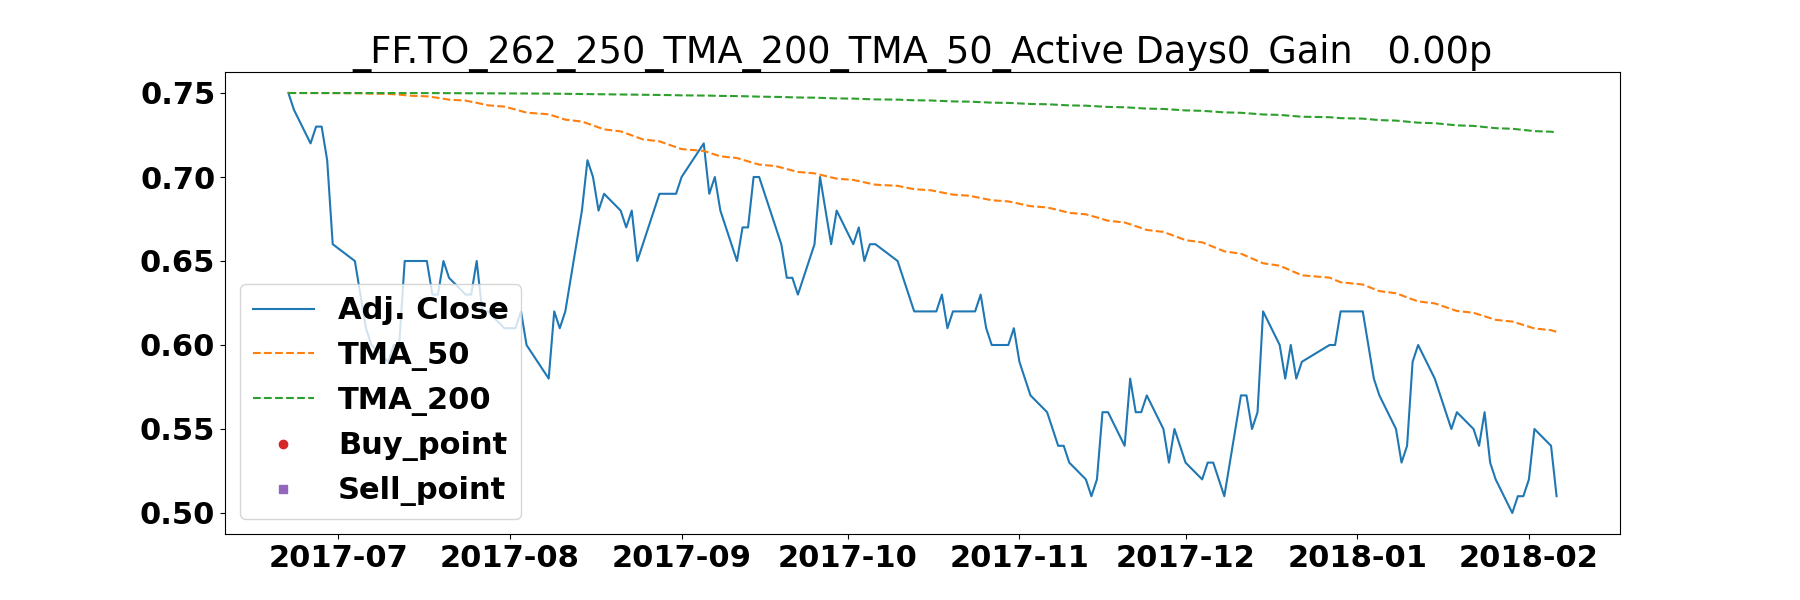 _FF.TO_262_250_TMA_200_TMA_50_Active Days0_Gain   0.00p
0.75
0.70
0.65
0.60
0.55
0.50
Adj. Close
TMA_50
TMA_200
Buy_point
Sell_point
2017-07 2017-08 2017-09 2017-10 2017-11 2017-12 2018-01 2018-02